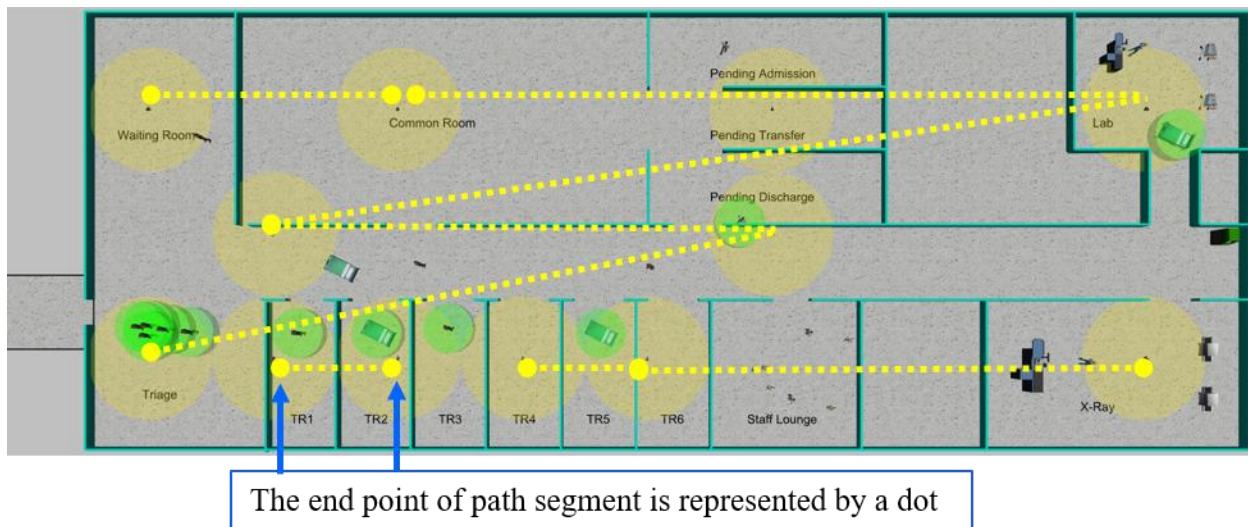 Pending Admission
Waiting Room
Common Room
Pending Transfer
Lab
Pending Discharge
Triage
TR1
TR2
TR3
TR4
TR5
TR6
Staff Lounge
X-Ray
The end point of path segment is represented by a dot